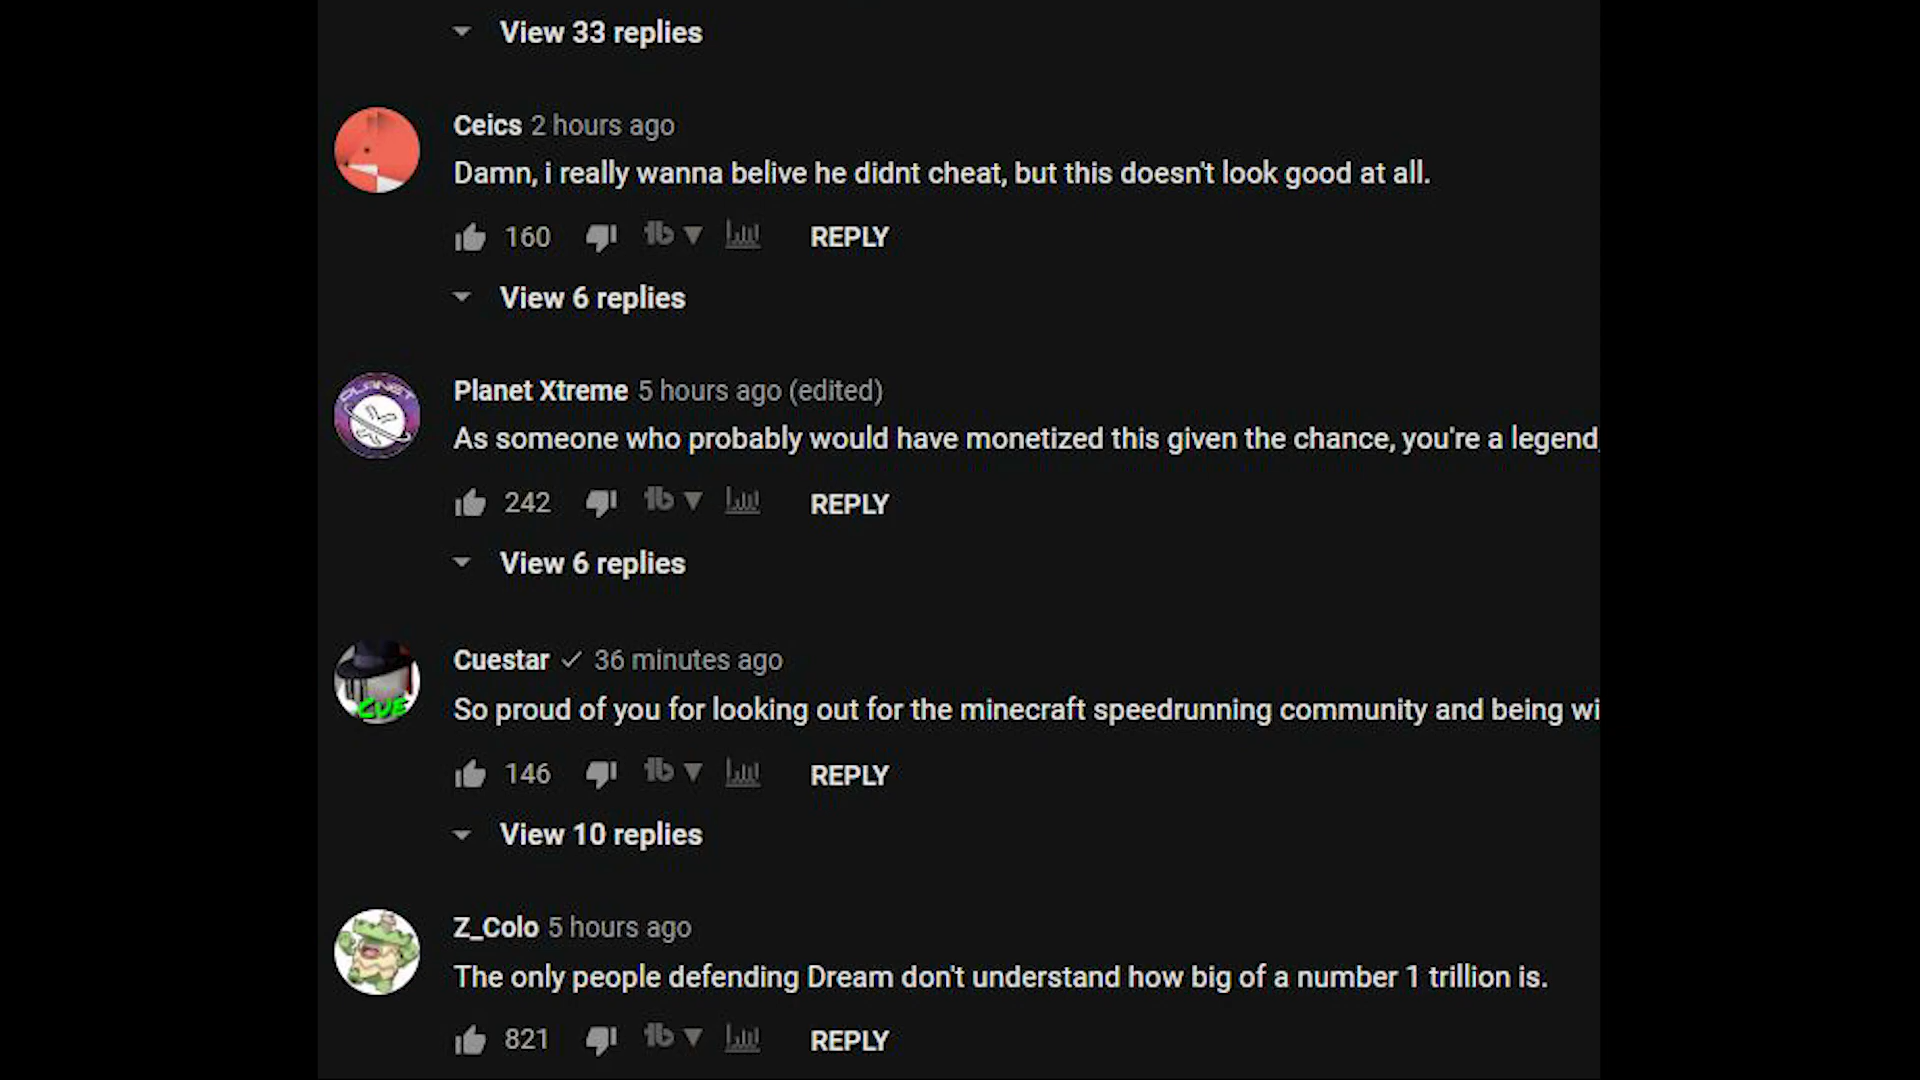 View 33 replies
Ceics 2 hours ago
Damn, i really wanna belive he didnt cheat, but this doesn't look good at all.
160 REPLY
View 6 replies
PLANET
Planet Xtreme 5 hours ago (edited)
As someone who probably would have monetized this given the chance, you're a legend,
242 REPLY
View 6 replies
CUE
Cuestar 36 minutes ago
So proud of you for looking out for the minecraft speedrunning community and being wi
146 REPLY
View 10 replies
Z_Colo 5 hours ago
The only people defending Dream don't understand how big of a number 1 trillion is.
821 REPLY